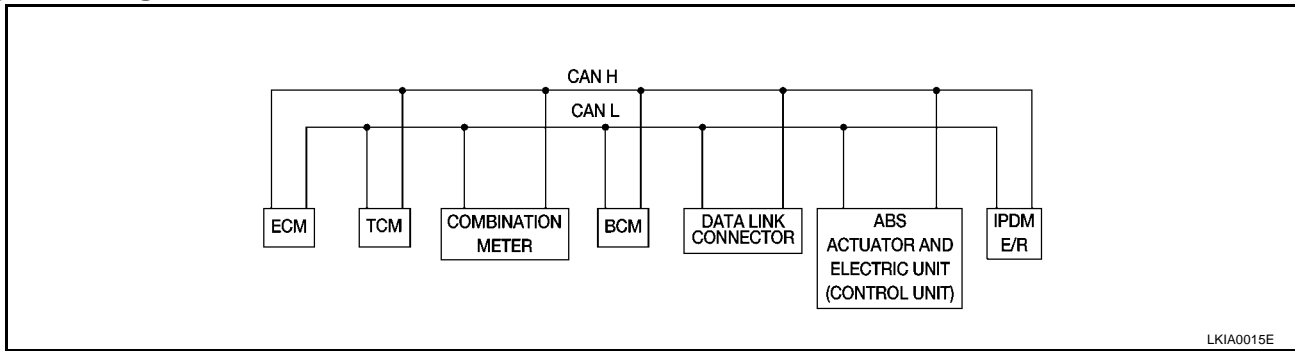 CAN H
CAN L
ECM
TCM
COMBINATION
METER
BCM
DATA LINK
CONNECTOR
ABS
ACTUATOR AND
ELECTRIC UNIT
(CONTROL UNIT)
IPDM
E/R
LKIA0015E